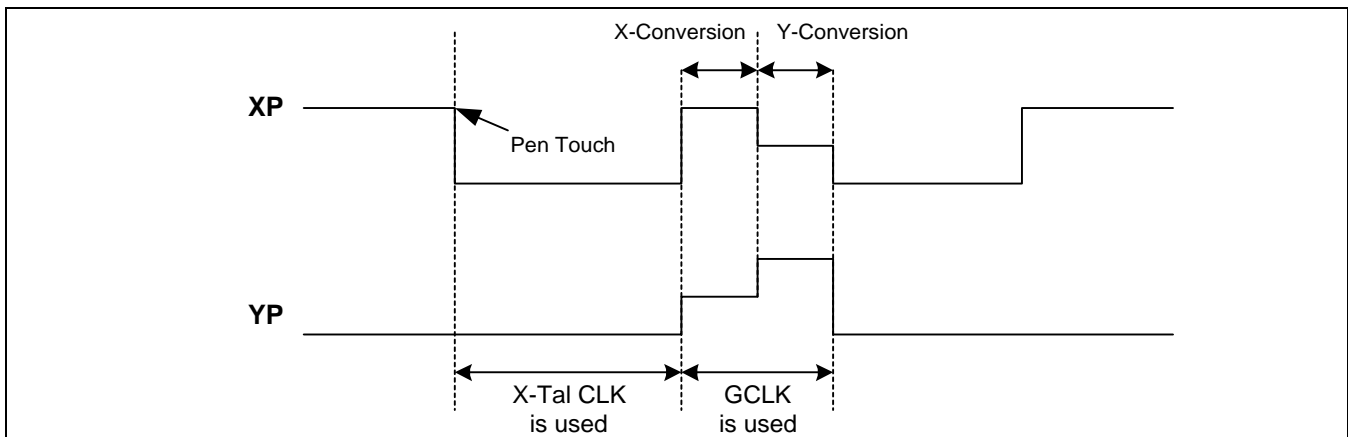 X-Conversion
Y-Conversion
XP
Pen Touch
YP
X-Tal CLK
is used
GCLK
is used